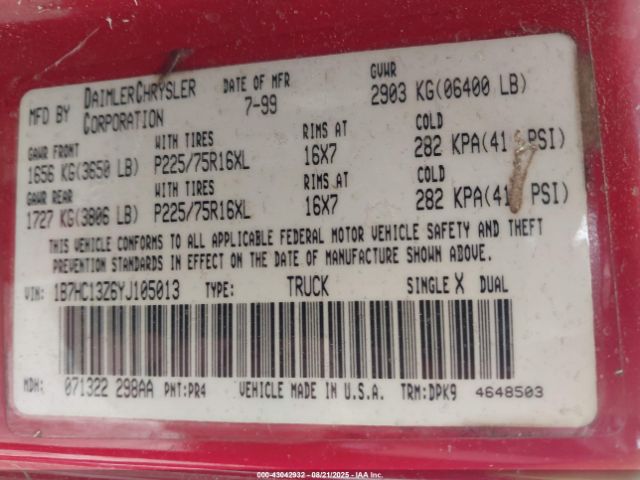 MFD BY DAIMLERCHRYSLER CORPORATION DATE OF MFR 7-99 GVWR 2903 KG(06400 LB)
GAWR FRONT WITH TIRES RIMS AT COLD
1656 KG(3650 LB) P225/75R16XL 16X7 282 KPA(41 PSI)
GAWR REAR WITH TIRES RIMS AT COLD
1727 KG(3806 LB) P225/75R16XL 16X7 282 KPA(41 PSI)
THIS VEHICLE CONFORMS TO ALL APPLICABLE FEDERAL MOTOR VEHICLE SAFETY AND THEFT
PREVENTION STANDARDS IN EFFECT ON THE DATE OF MANUFACTURE SHOWN ABOVE.
VIN: 1B7HC13Z6YJ105013 TYPE: TRUCK SINGLE X DUAL
MDH: 071322 298AA PNT:PR4 VEHICLE MADE IN U.S.A. TRM:DPK9 4648503
000-43042932 - 08/21/2025 - IAAI.COM